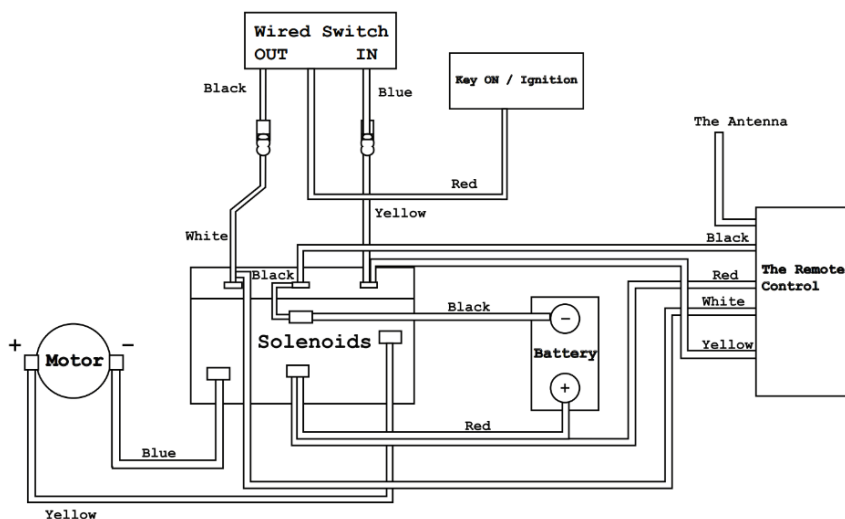 Wired Switch
OUT IN
Black
Blue
Key ON / Ignition
The Antenna
Red
Yellow
White
Black
Black
Red
The Remote
Control
White
Black
Solenoids
Battery
Yellow
+ Motor −
−
+
Red
Blue
Yellow